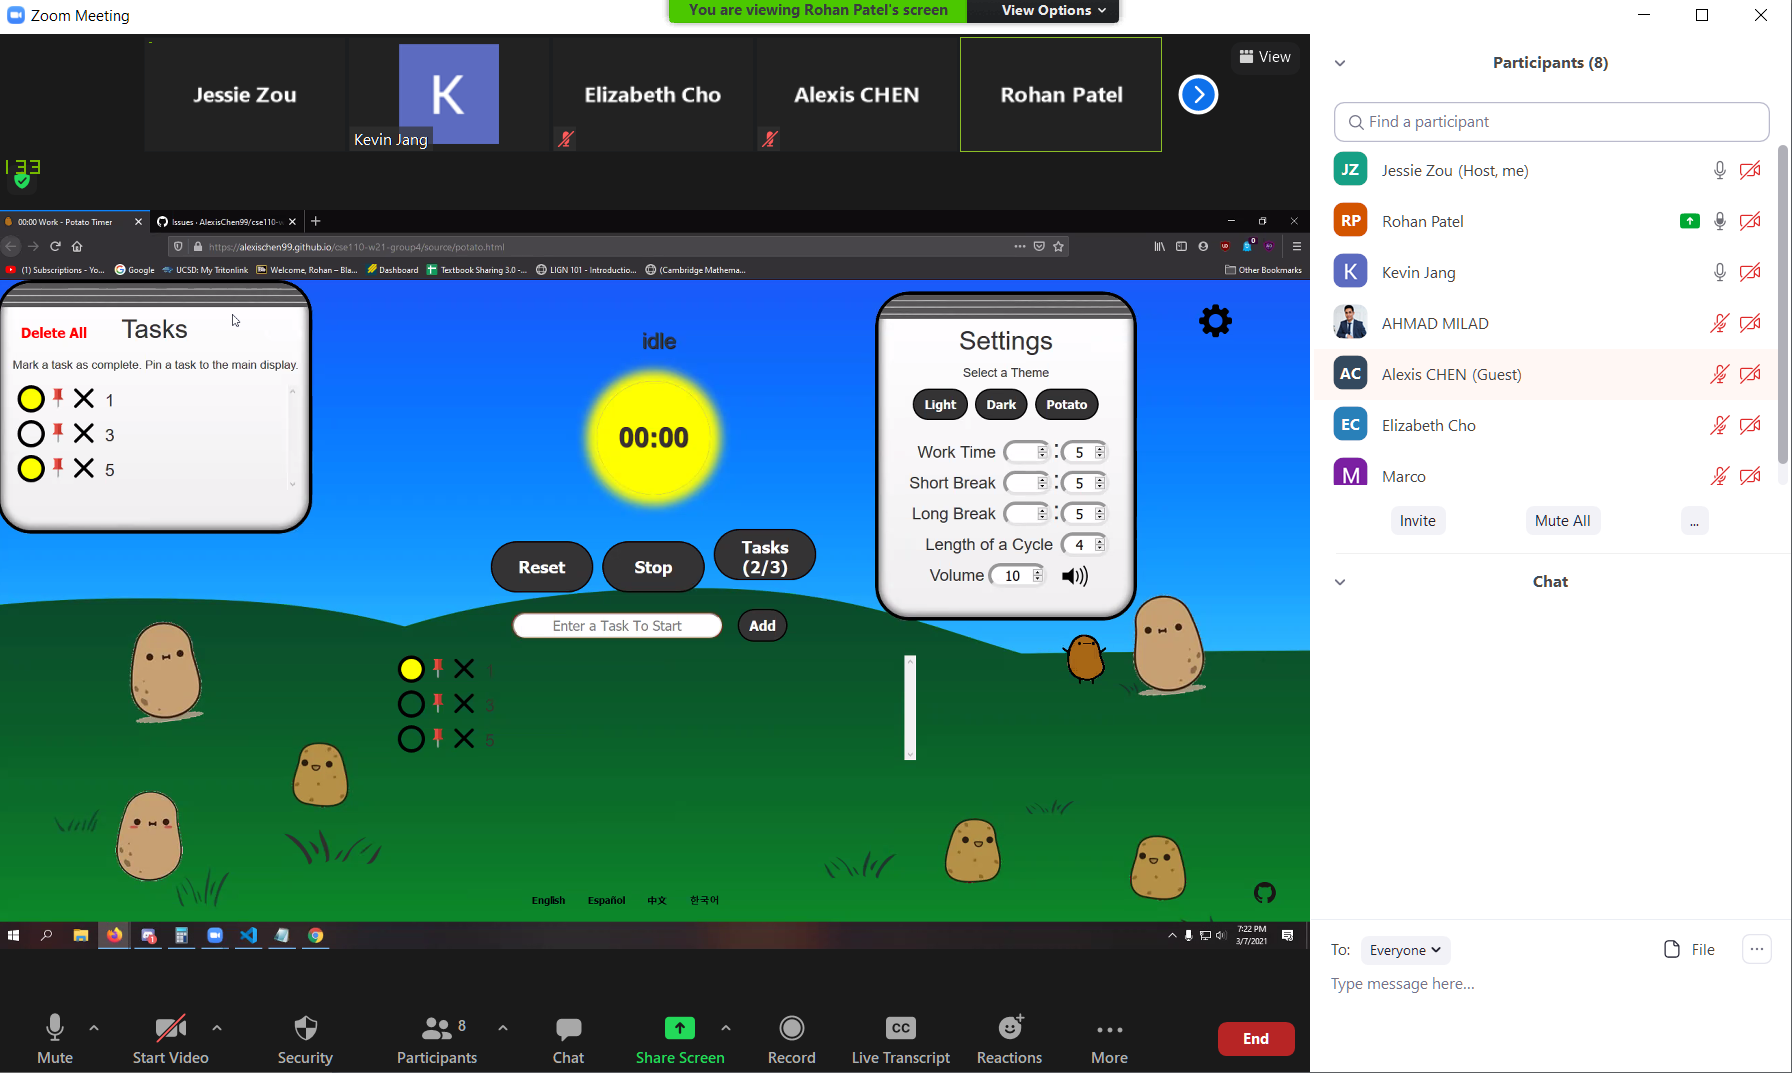 Zoom Meeting
You are viewing Rohan Patel's screen
View Options
Jessie Zou
K
Kevin Jang
Elizabeth Cho
Alexis CHEN
Rohan Patel
View
133
00:00 Work - Potato Timer
Issues · AlexisChen99/cse110-w
https://alexischen99.github.io/cse110-w21-group4/source/potato.html
(1) Subscriptions - Yo...
Google
UCSD: My Tritonlink
Welcome, Rohan – Bla...
Dashboard
Textbook Sharing 3.0 -...
LIGN 101 - Introductio...
(Cambridge Mathema...
Other Bookmarks
Delete All
Tasks
Mark a task as complete. Pin a task to the main display.
1
3
5
idle
00:00
Reset
Stop
Tasks
(2/3)
Enter a Task To Start
Add
1
3
5
Settings
Select a Theme
Light
Dark
Potato
Work Time : 5
Short Break : 5
Long Break : 5
Length of a Cycle 4
Volume 10
English
Español
中文
한국어
7:22 PM
3/7/2021
Mute
Start Video
Security
Participants
8
Chat
Share Screen
Record
CC
Live Transcript
Reactions
More
End
Participants (8)
Find a participant
JZ
Jessie Zou (Host, me)
RP
Rohan Patel
K
Kevin Jang
AHMAD MILAD
AC
Alexis CHEN (Guest)
EC
Elizabeth Cho
M
Marco
Invite
Mute All
...
Chat
To:
Everyone
File
Type message here...